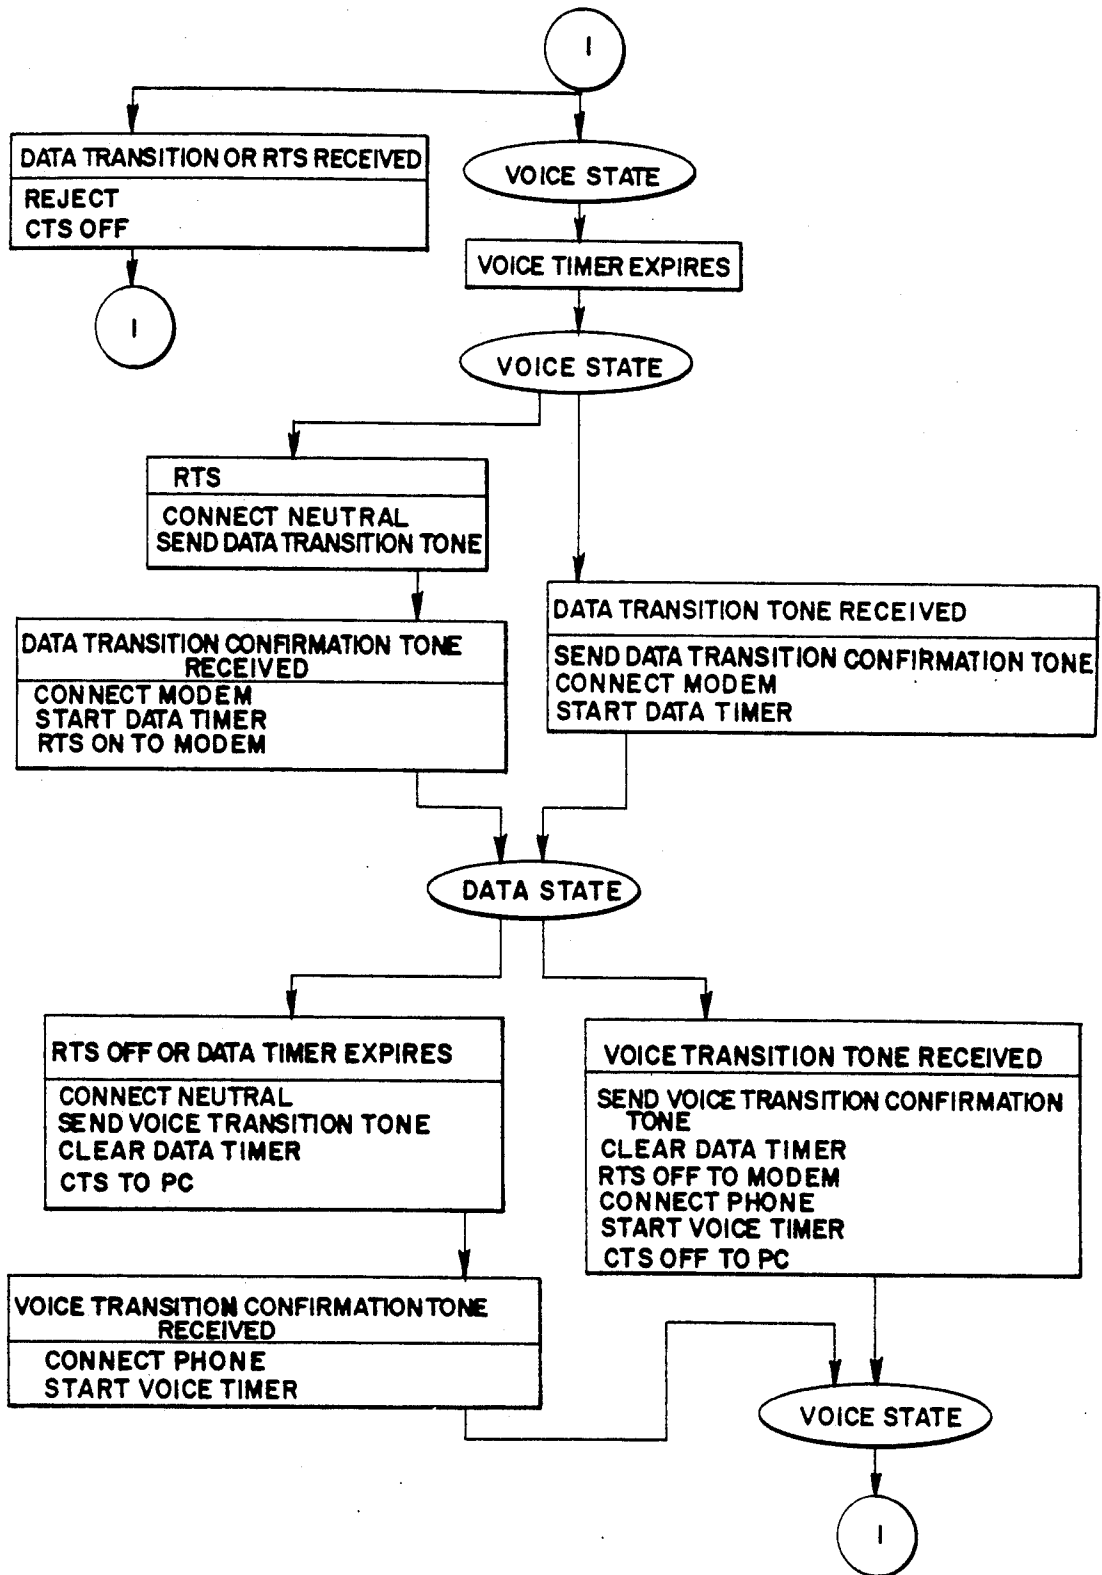 1
DATA TRANSITION OR RTS RECEIVED
REJECT
CTS OFF
1
VOICE STATE
VOICE TIMER EXPIRES
VOICE STATE
RTS
CONNECT NEUTRAL
SEND DATA TRANSITION TONE
DATA TRANSITION CONFIRMATION TONE
RECEIVED
CONNECT MODEM
START DATA TIMER
RTS ON TO MODEM
DATA TRANSITION TONE RECEIVED
SEND DATA TRANSITION CONFIRMATION TONE
CONNECT MODEM
START DATA TIMER
DATA STATE
RTS OFF OR DATA TIMER EXPIRES
CONNECT NEUTRAL
SEND VOICE TRANSITION TONE
CLEAR DATA TIMER
CTS TO PC
VOICE TRANSITION CONFIRMATION TONE
RECEIVED
CONNECT PHONE
START VOICE TIMER
VOICE TRANSITION TONE RECEIVED
SEND VOICE TRANSITION CONFIRMATION
TONE
CLEAR DATA TIMER
RTS OFF TO MODEM
CONNECT PHONE
START VOICE TIMER
CTS OFF TO PC
VOICE STATE
1